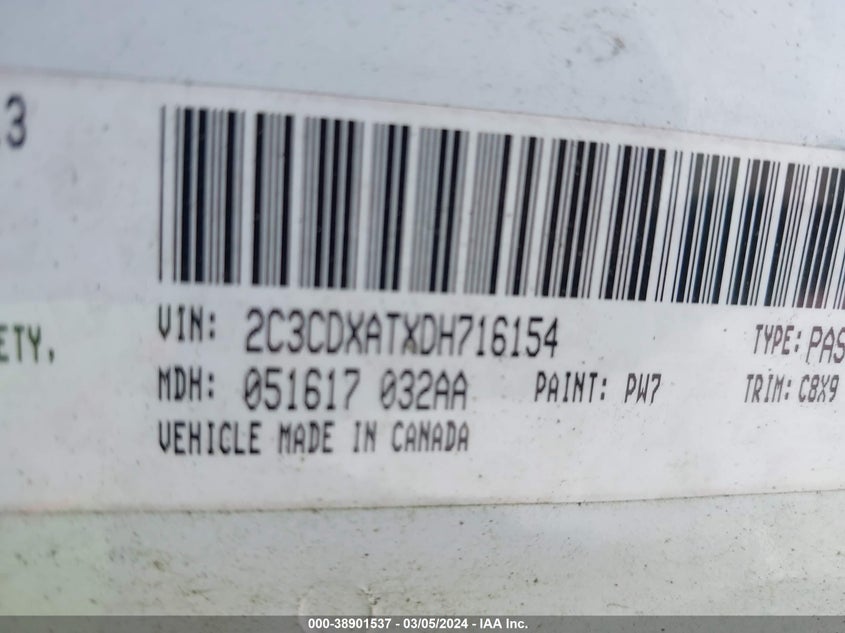 .3
ETY,
VIN: 2C3CDXATXDH716154 TYPE: PAS
MDH: 051617 032AA PAINT: PW7 TRIM: C8X9
VEHICLE MADE IN CANADA
000-38901537 - 03/05/2024 - IAA Inc.